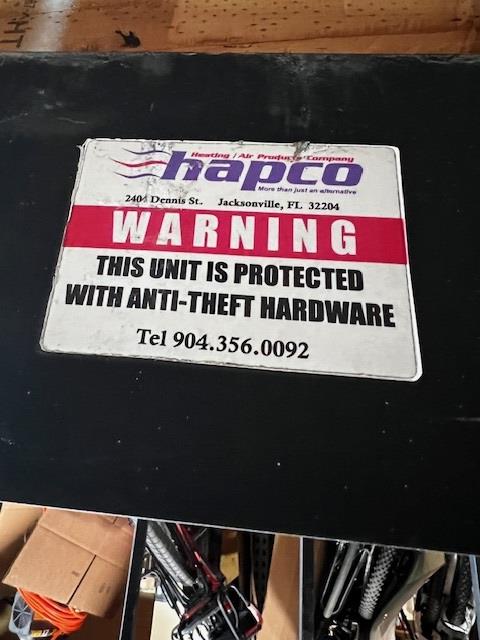 Heating / Air Products Company
hapco
More than just an alternative
2404 Dennis St. Jacksonville, FL 32204
WARNING
THIS UNIT IS PROTECTED
WITH ANTI-THEFT HARDWARE
Tel 904.356.0092